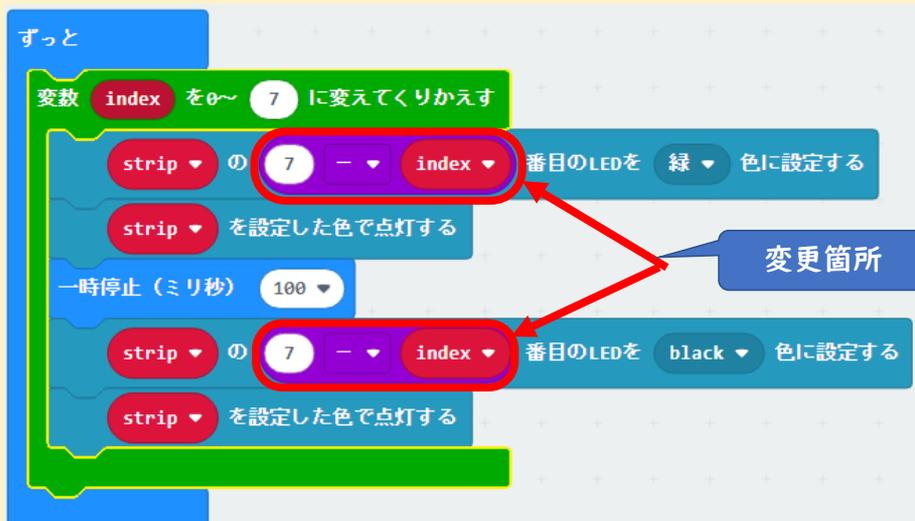 ずっと
変数 index を0〜 7 に変えてくりかえす
strip ▼ の 7 － ▼ index ▼ 番目のLEDを 緑 ▼ 色に設定する
strip ▼ を設定した色で点灯する
変更箇所
一時停止（ミリ秒） 100 ▼
strip ▼ の 7 － ▼ index ▼ 番目のLEDを black ▼ 色に設定する
strip ▼ を設定した色で点灯する